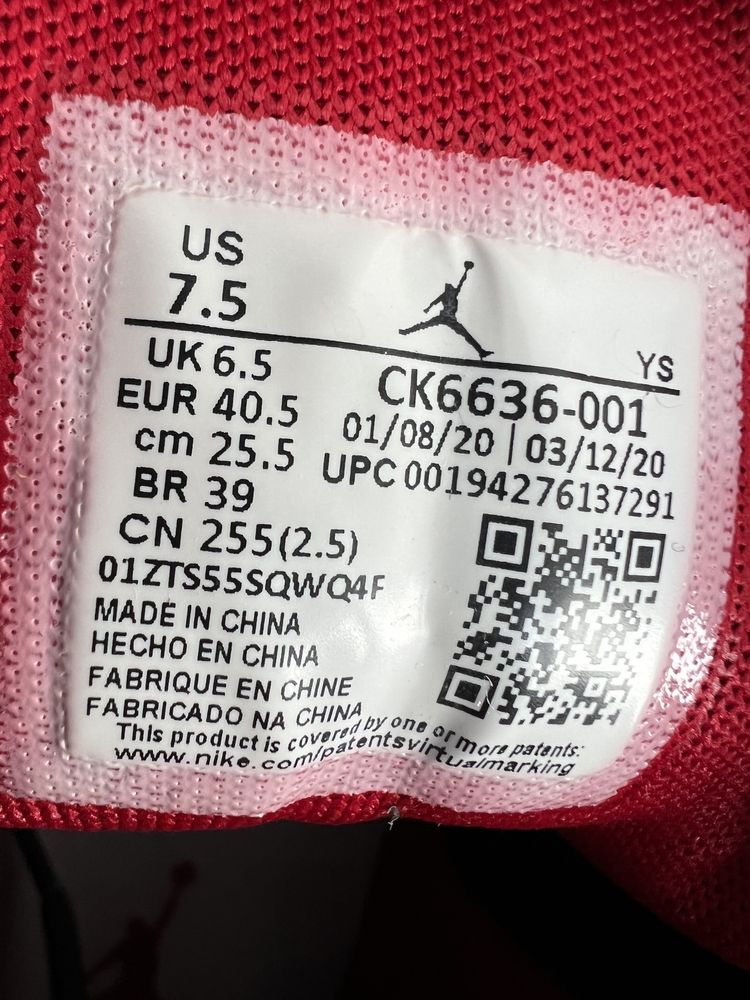 US
7.5
YS
UK 6.5
EUR 40.5
cm 25.5
BR 39
CN 255(2.5)
CK6636-001
01/08/20 | 03/12/20
UPC 00194276137291
01ZTS55SQWQ4F
MADE IN CHINA
HECHO EN CHINA
FABRIQUE EN CHINE
FABRICADO NA CHINA
This product is covered by one or more patents:
www.nike.com/patentsvirtualmarking